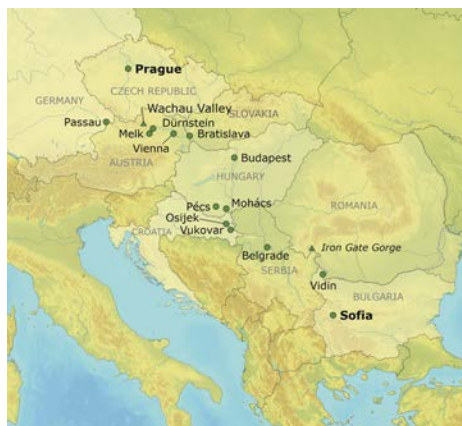 Prague
CZECH REPUBLIC
GERMANY
Wachau Valley
SLOVAKIA
Passau
Dürnstein
Melk
Bratislava
Vienna
AUSTRIA
Budapest
HUNGARY
Pécs
Mohács
ROMANIA
Osijek
CROATIA
Vukovar
Iron Gate Gorge
Belgrade
SERBIA
Vidin
BULGARIA
Sofia